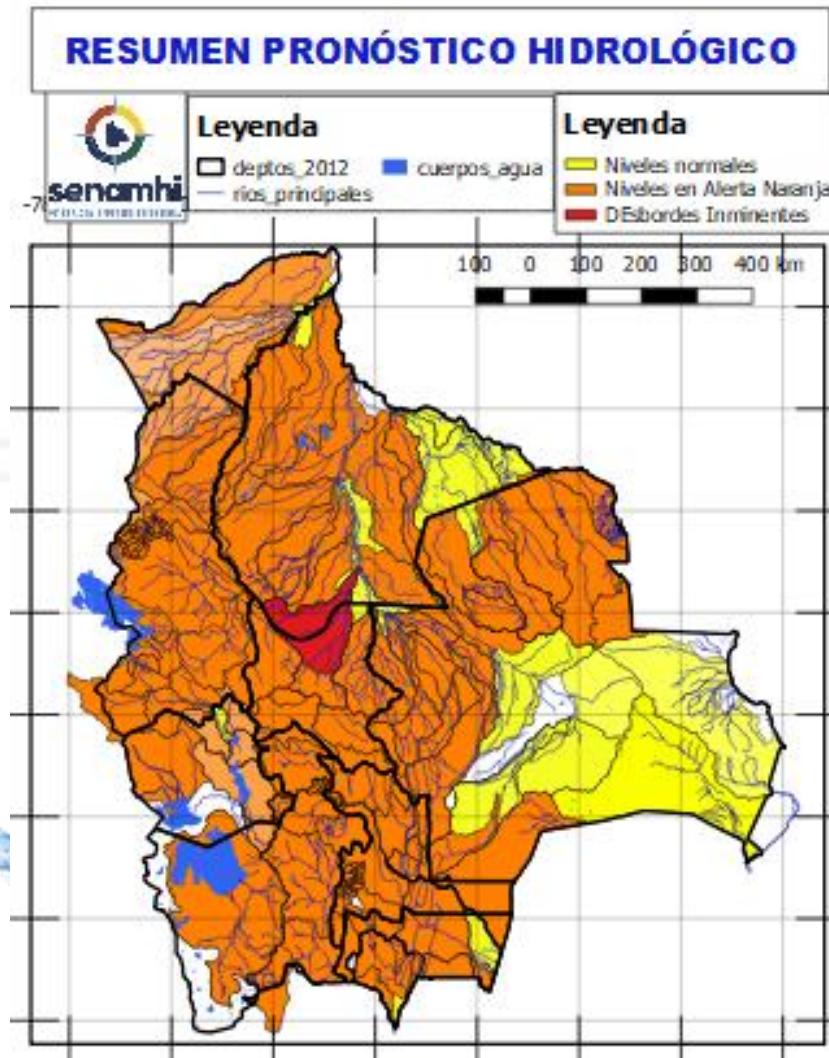 RESUMEN PRONÓSTICO HIDROLÓGICO
senamhi
Leyenda
deptos_2012 cuerpos_agua
rios_principales
Leyenda
Niveles normales
Niveles en Alerta Naranja
DEsbordes Inminentes
100 0 100 200 300 400 km